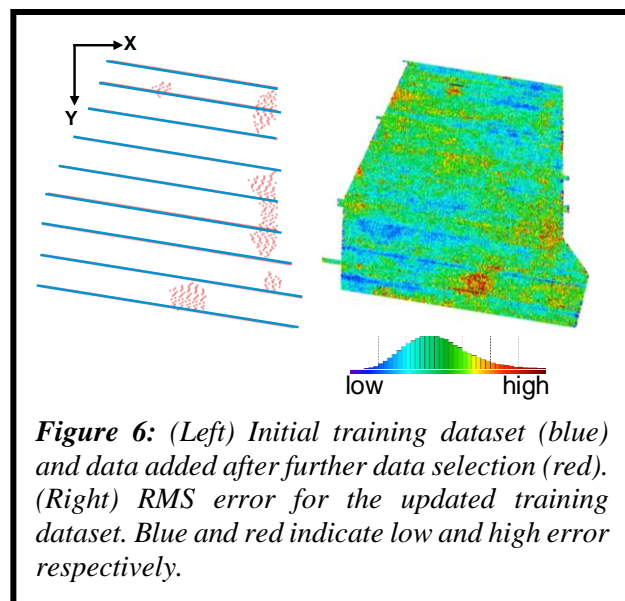 X
Y
low high
Figure 6: (Left) Initial training dataset (blue)
and data added after further data selection (red).
(Right) RMS error for the updated training
dataset. Blue and red indicate low and high error
respectively.